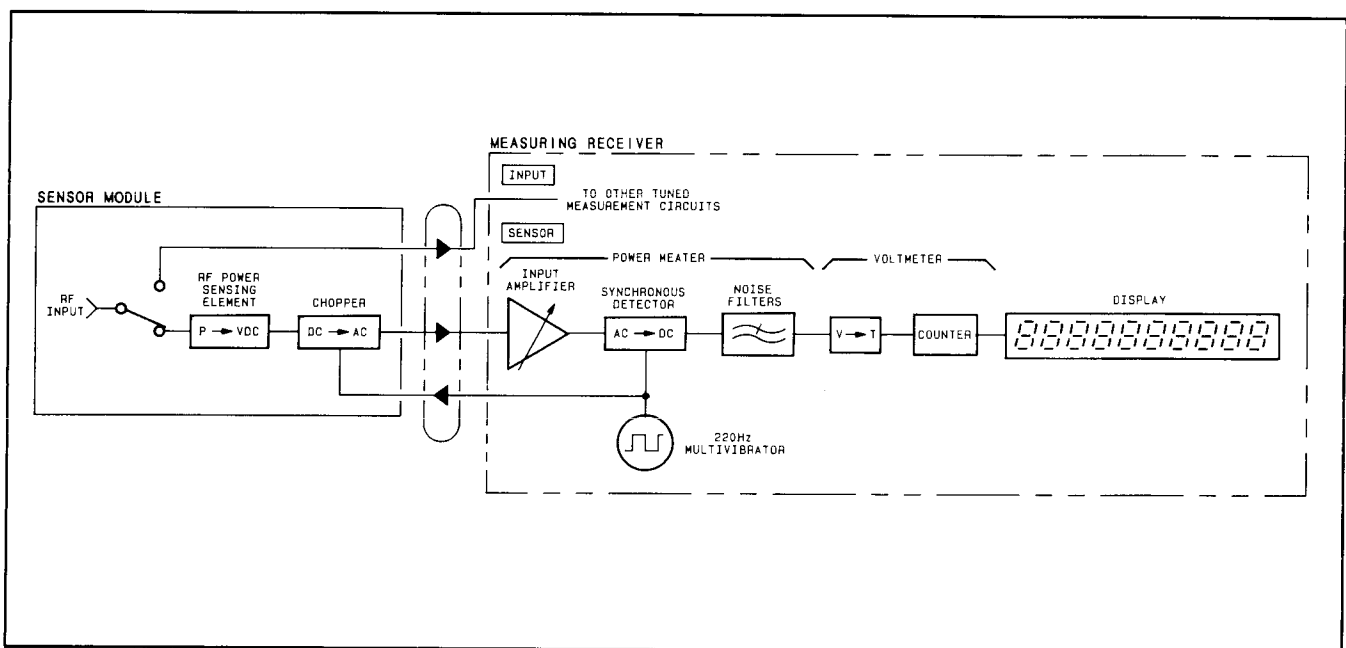 MEASURING RECEIVER
INPUT
TO OTHER TUNED
MEASUREMENT CIRCUITS
SENSOR MODULE
SENSOR
POWER MEATER
VOLTMETER
RF
INPUT
RF POWER
SENSING
ELEMENT
P → VDC
CHOPPER
DC → AC
INPUT
AMPLIFIER
SYNCHRONOUS
DETECTOR
AC → DC
NOISE
FILTERS
V → T
COUNTER
DISPLAY
8888888888
220Hz
MULTIVIBRATOR